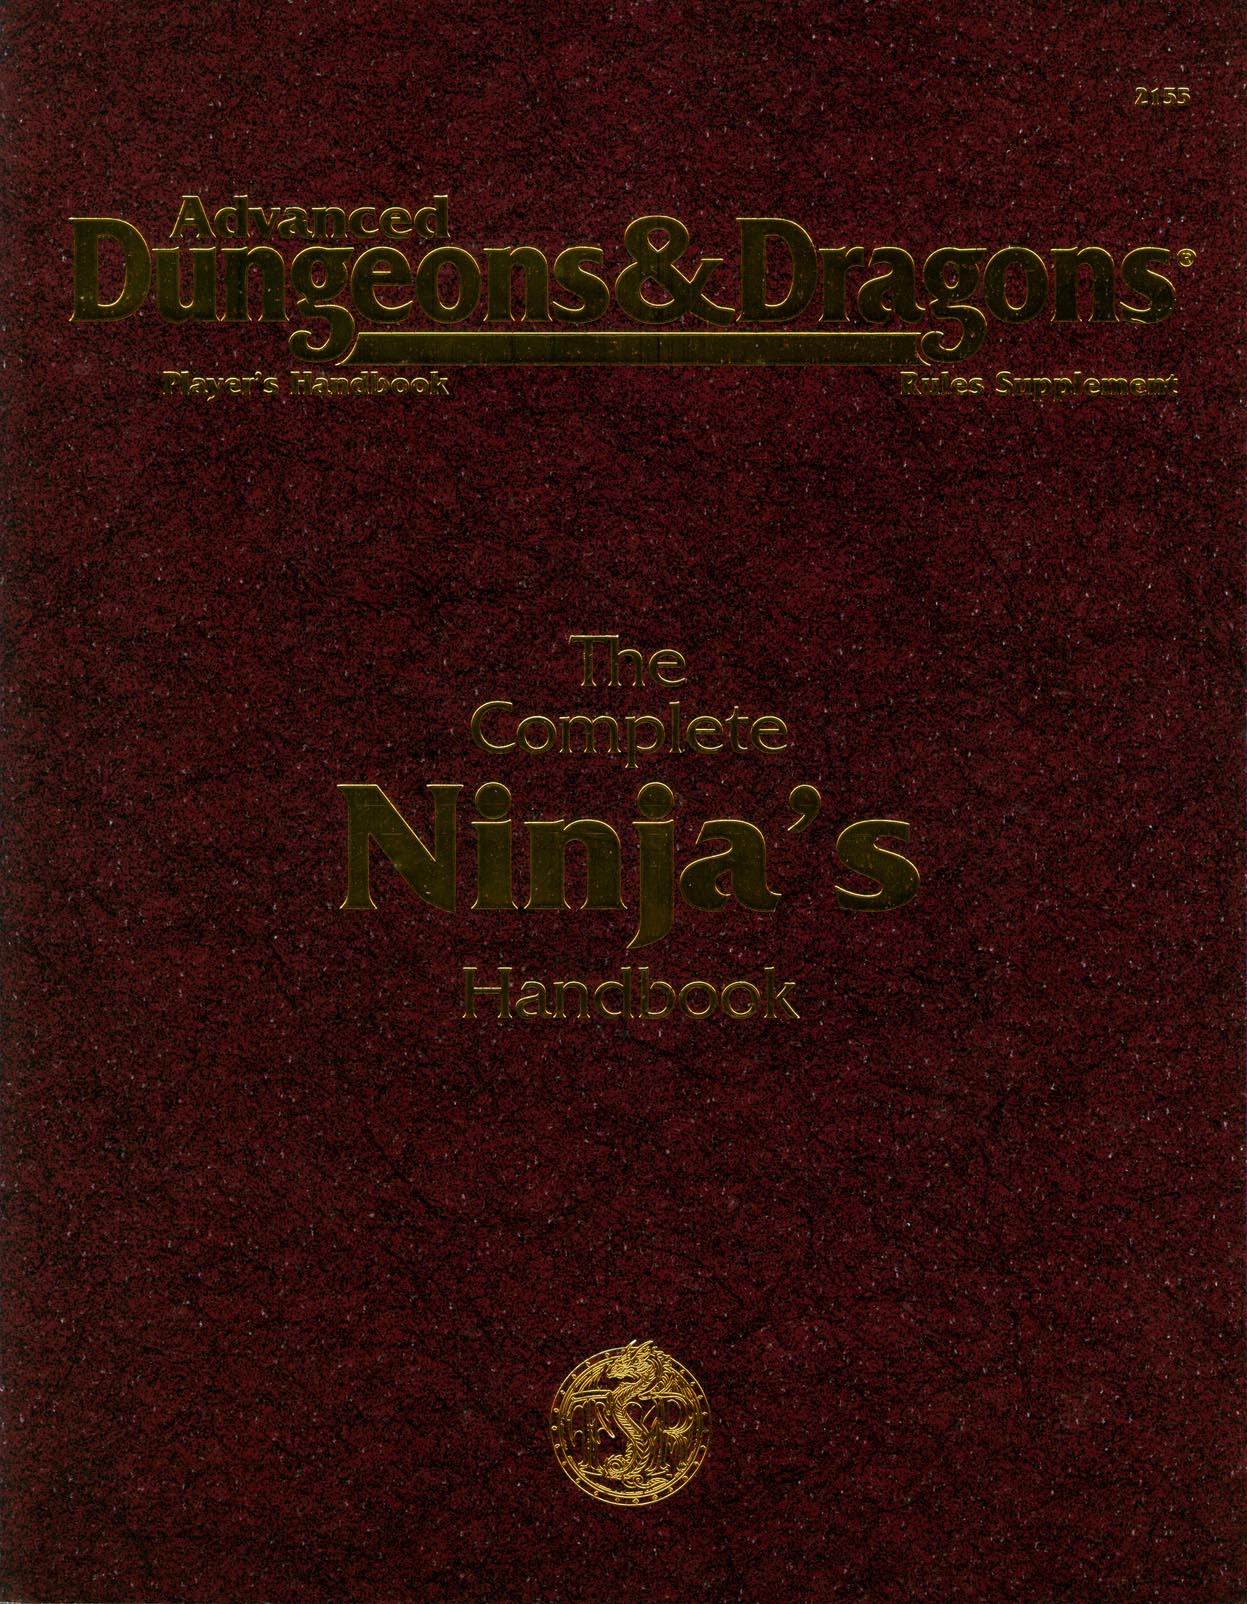 2155
Advanced
Dungeons & Dragons®
Player's Handbook Rules Supplement
The
Complete
Ninja's
Handbook
TSR